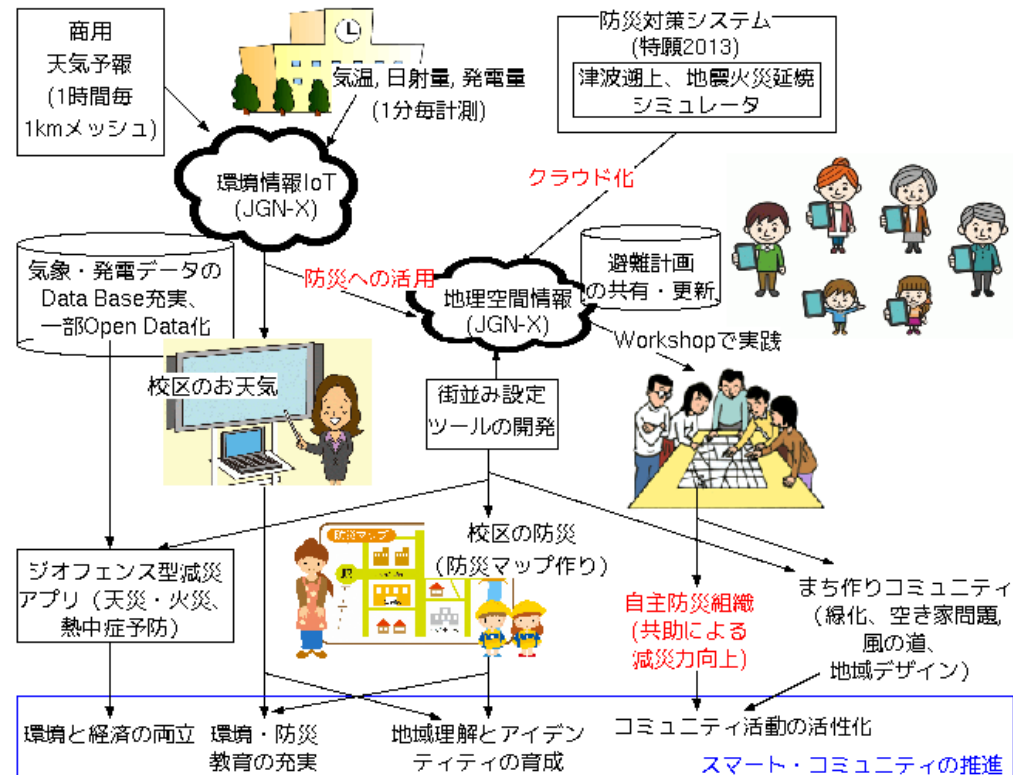 商用
天気予報
(1時間毎
1kmメッシュ)
気温, 日射量, 発電量
(1分毎計測)
防災対策システム
(特願2013)
津波遡上、地震火災延焼
シミュレータ
環境情報IoT
(JGN-X)
クラウド化
気象・発電データの
Data Base充実、
一部Open Data化
防災への活用
地理空間情報
(JGN-X)
避難計画
の共有・更新
Workshopで実践
校区のお天気
街並み設定
ツールの開発
防災マップ
駅
校区の防災
(防災マップ作り)
ジオフェンス型減災
アプリ（天災・火災、
熱中症予防）
自主防災組織
(共助による
減災力向上)
まち作りコミュニティ
(緑化、空き家問題,
風の道、
地域デザイン)
環境と経済の両立
環境・防災
教育の充実
地域理解とアイデン
ティティの育成
コミュニティ活動の活性化
スマート・コミュニティの推進